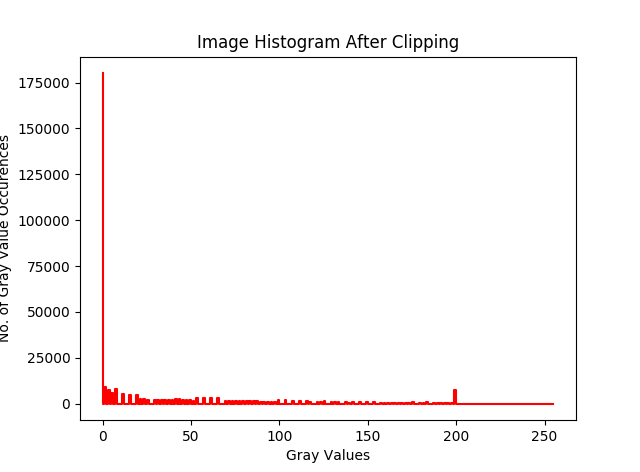 Image Histogram After Clipping
175000
150000
125000
100000
75000
50000
25000
0
No. of Gray Value Occurences
0 50 100 150 200 250
Gray Values